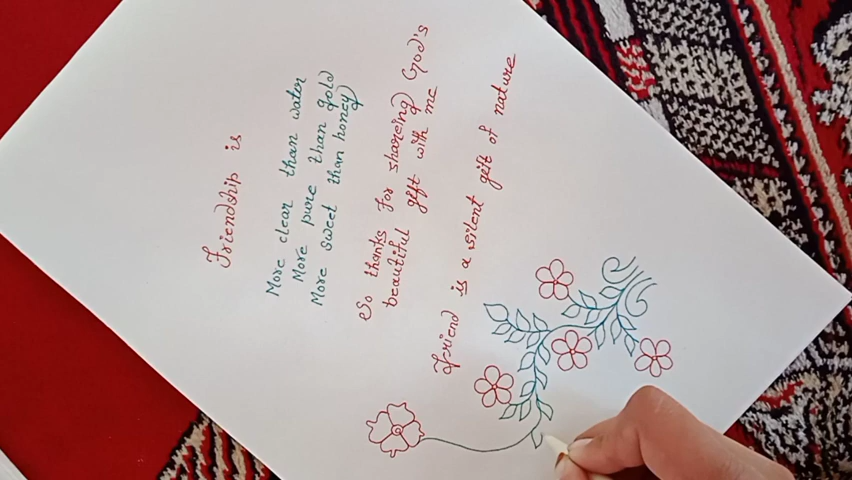 Friendship is
More clear than water
More pure than gold
More sweet than honey
So thanks for shareing God's
beautiful gift with me
Friend is a silent gift of nature